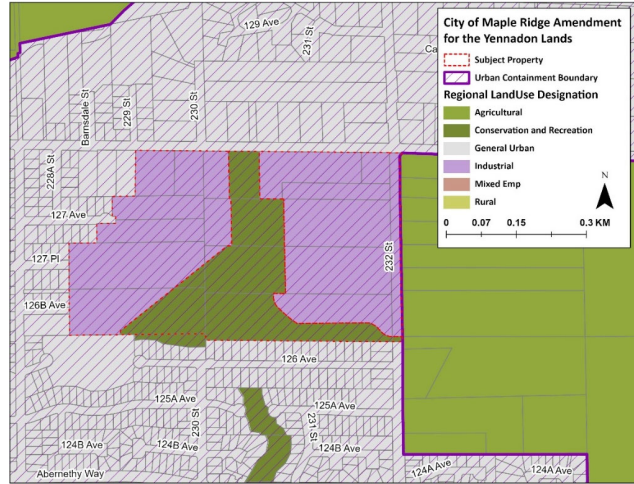 City of Maple Ridge Amendment
for the Yennadon Lands
Subject Property
Urban Containment Boundary
Regional LandUse Designation
Agricultural
Conservation and Recreation
General Urban
Industrial
Mixed Emp
Rural
N
0 0.07 0.15 0.3 KM
129 Ave
231 St
Ca
Barnsdale St
229 St
230 St
228A St
127 Ave
127 Pl
126B Ave
232 St
126 Ave
125A Ave
125A Ave
230 St
231 St
124B Ave
124B Ave
124B Ave
124A Ave
124A Ave
Abernethy Way